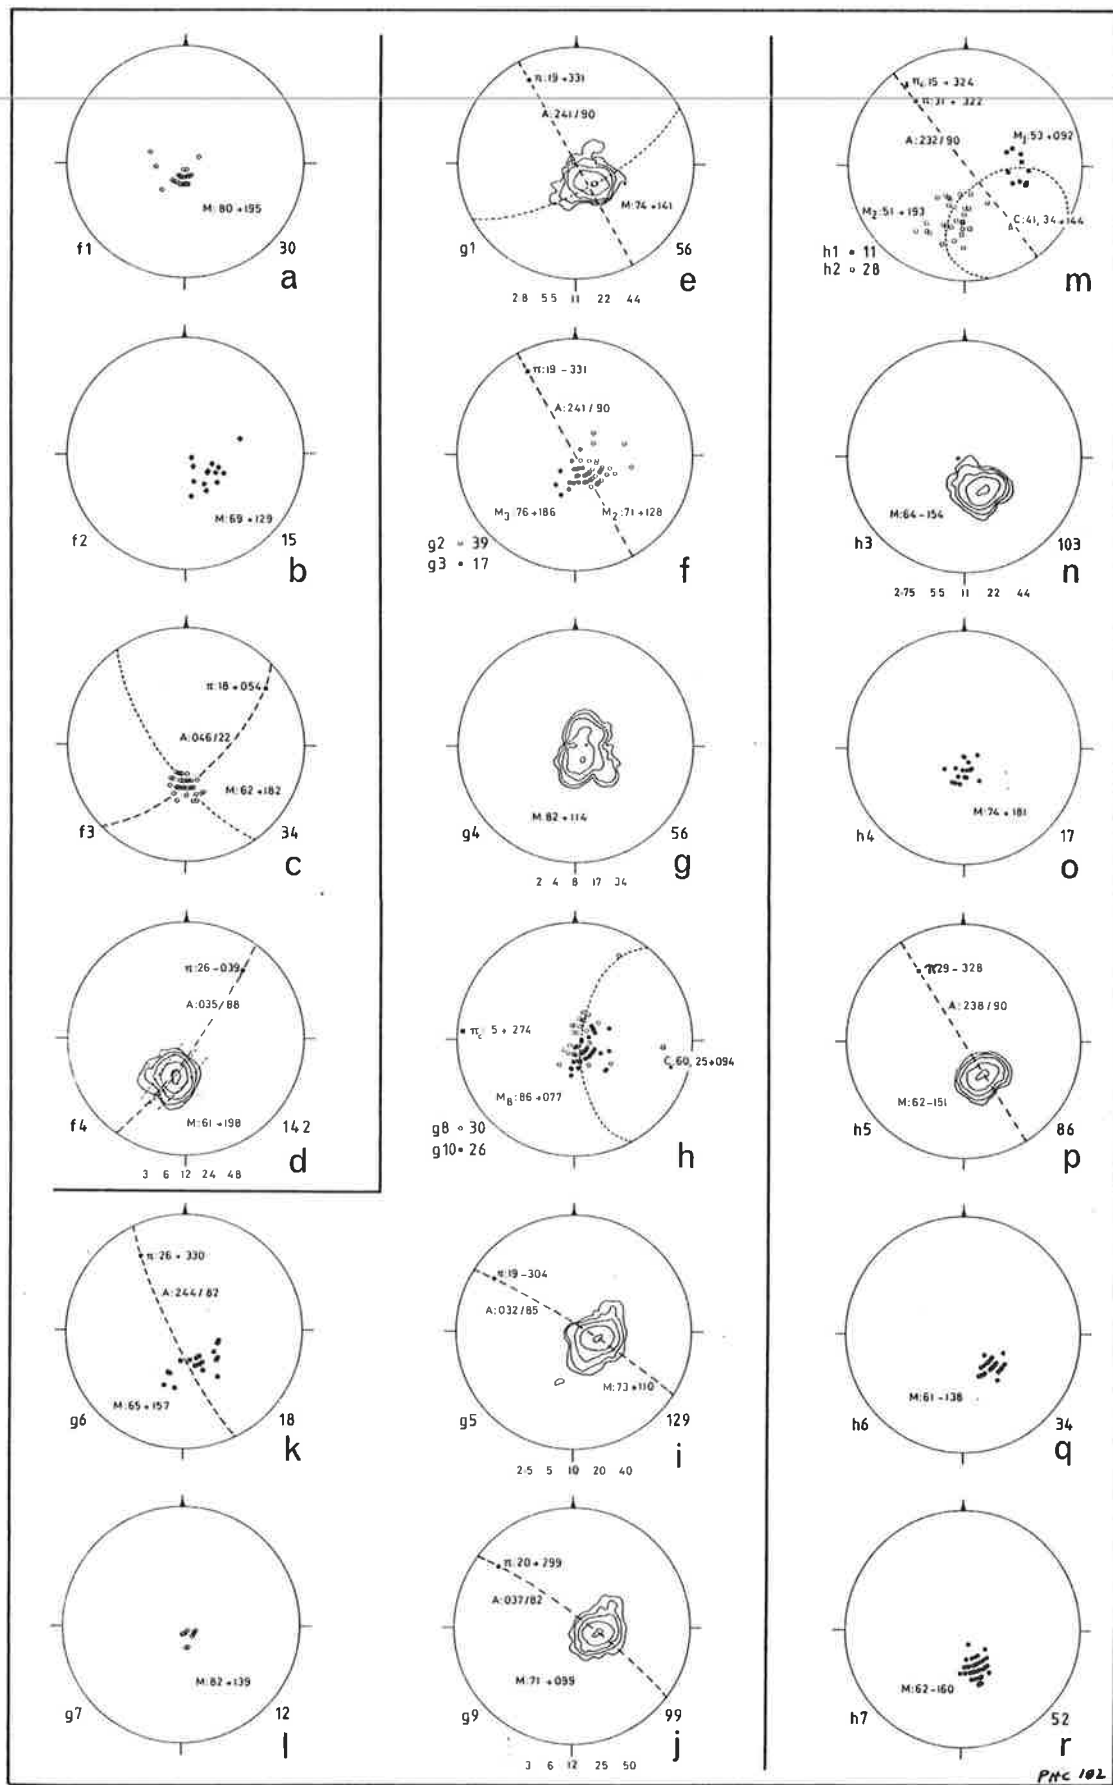 M:80→195
f1
30
a
M:69→129
f2
15
b
π:18→054
A:046/22
M:62→182
f3
34
c
π:26→039
A:035/88
M:61→198
f4
142
d
3 6 12 24 48
π:26→330
A:244/82
M:65→157
g6
18
k
M:82→139
g7
12
l
π:19→331
A:241/90
M:74→141
g1
56
e
2·8 5·5 11 22 44
π:19→331
A:241/90
M3:76→186
M2:71→128
g2 ○ 39
g3 • 17
f
M:82→114
g4
56
g
2 4 8 17 34
πc: 5→274
C:60, 25→094
M8:86→077
g8 ○ 30
g10 • 26
h
π:19→304
A:032/85
M:73→110
g5
129
i
2·5 5 10 20 40
π:20→299
A:037/82
M:71→099
g9
99
j
3 6 12 25 50
πc:15→324
π:31→322
A:232/90
M1:53→092
M2:51→193
C:41, 34→144
h1 • 11
h2 ○ 28
m
M:64→154
h3
103
n
2·75 5·5 11 22 44
M:74→181
h4
17
o
π:29→328
A:238/90
M:62→151
h5
86
p
M:61→138
h6
34
q
M:62→160
h7
52
r
PHC 102